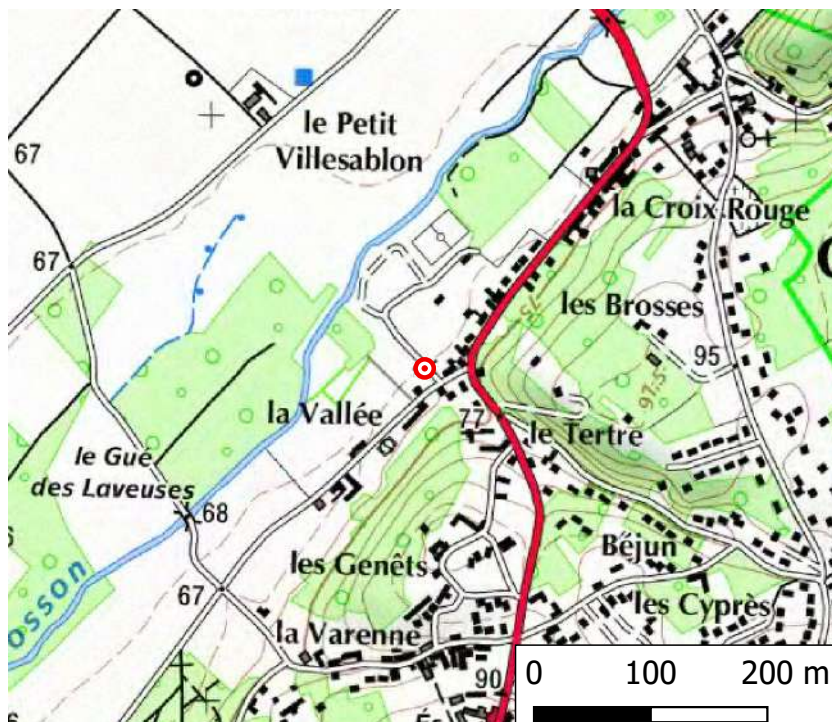 le Petit
Villesablon
67
la Croix Rouge
67
les Brosses
75
95
97.5
la Vallée
77
le Tertre
le Gué
des Laveuses
68
Béjun
les Genêts
osson
67
les Cyprès
la Varenne
90
0 100 200 m